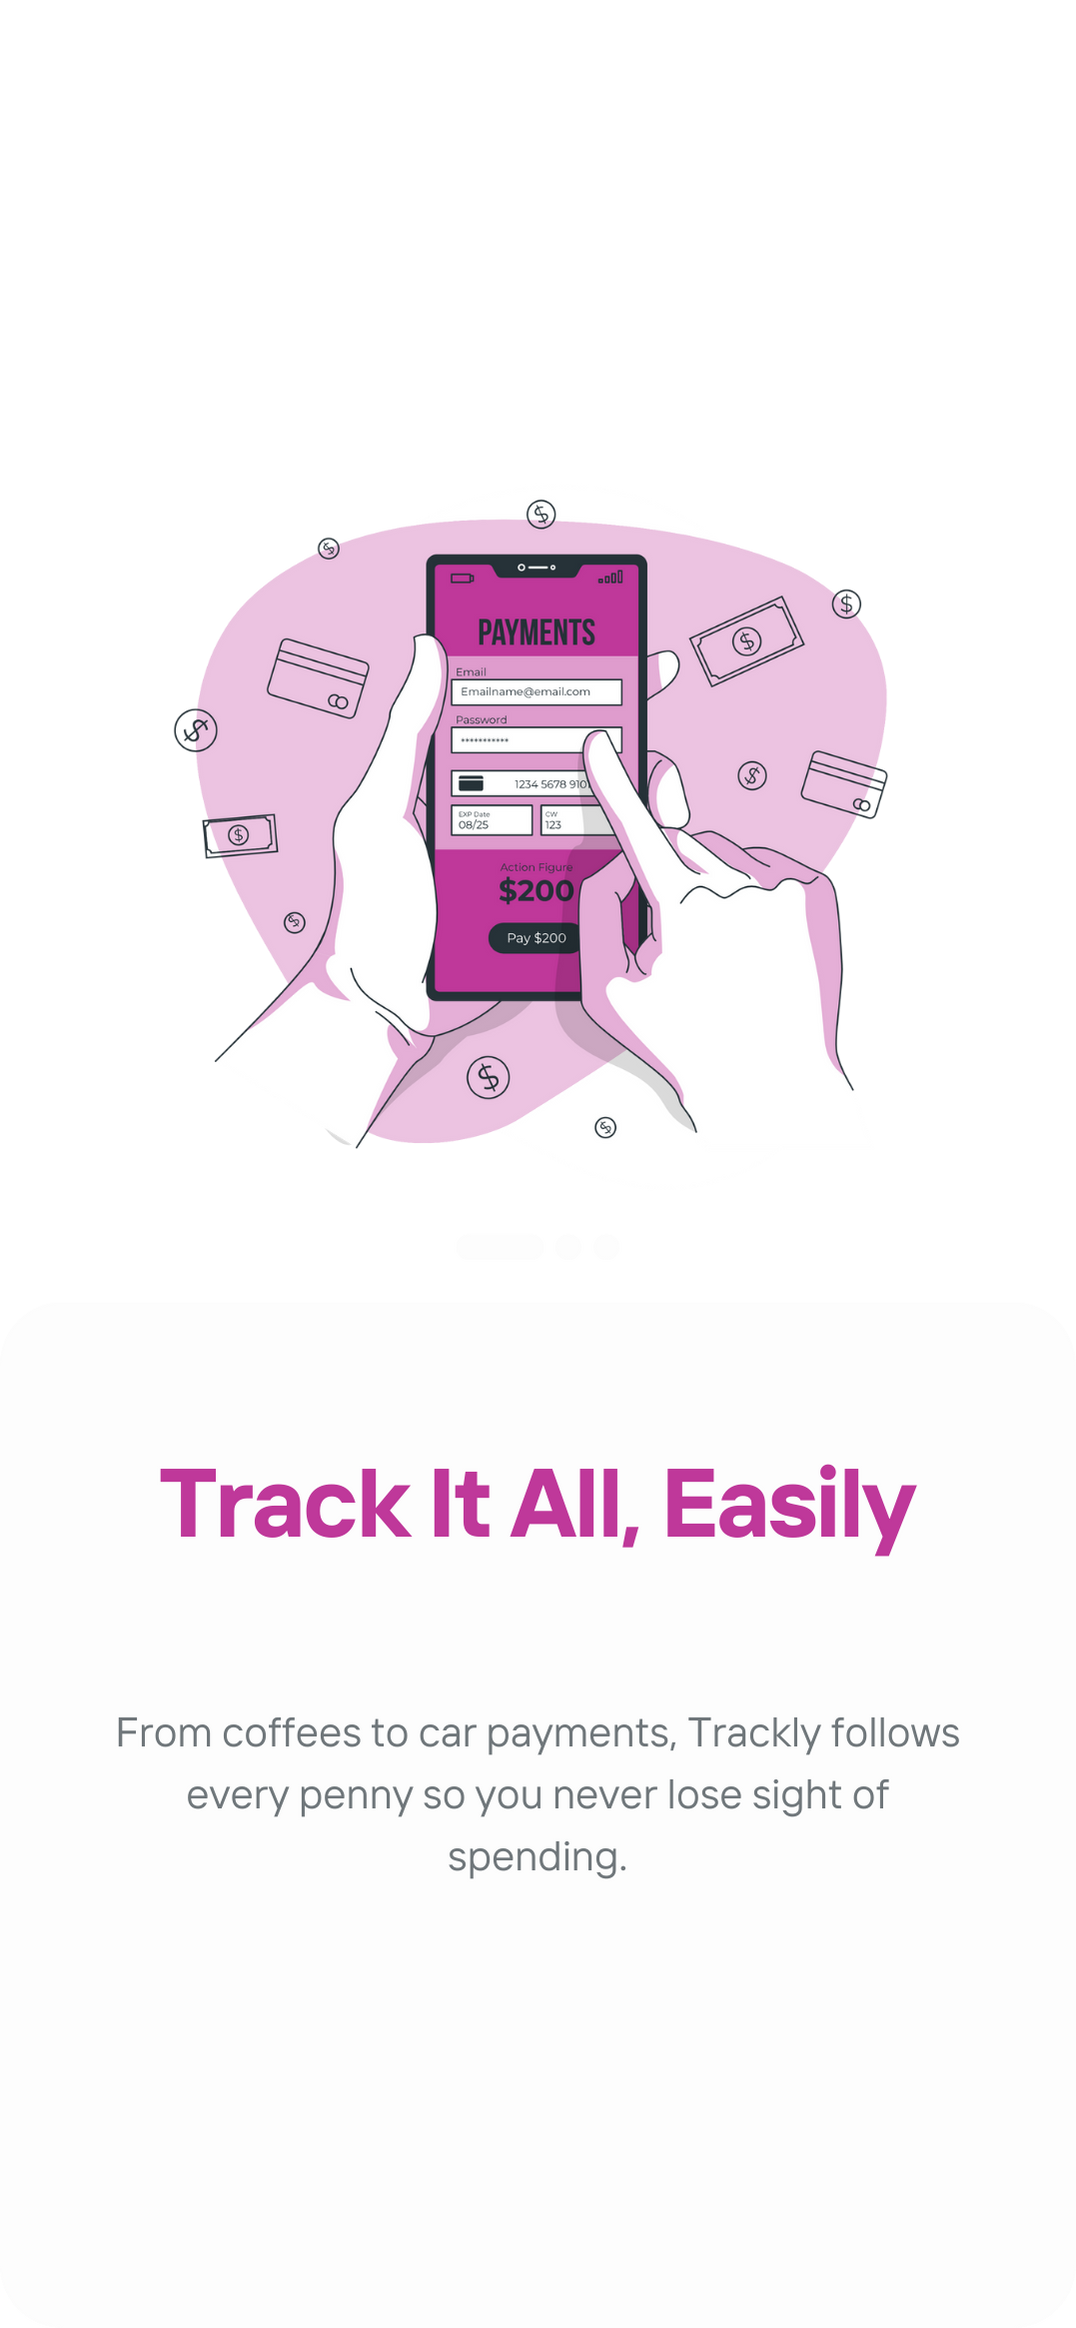 PAYMENTS
Email
Emailname@email.com
Password
***********
1234 5678 910
EXP Date
08/25
CW
123
Action Figure
$200
Pay $200
Track It All, Easily
From coffees to car payments, Trackly follows
every penny so you never lose sight of
spending.